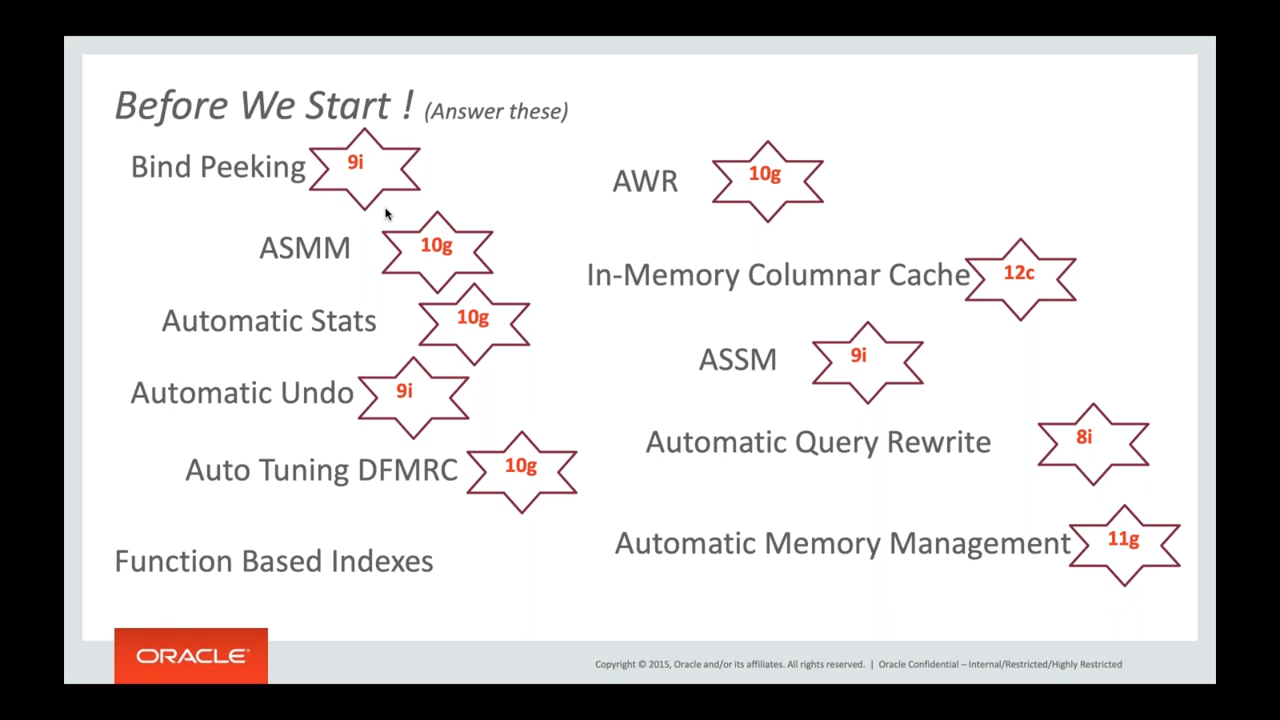 Before We Start ! (Answer these)
Bind Peeking 9i
ASMM 10g
Automatic Stats 10g
Automatic Undo 9i
Auto Tuning DFMRC 10g
Function Based Indexes
AWR 10g
In-Memory Columnar Cache 12c
ASSM 9i
Automatic Query Rewrite 8i
Automatic Memory Management 11g
ORACLE
Copyright © 2015, Oracle and/or its affiliates. All rights reserved. | Oracle Confidential – Internal/Restricted/Highly Restricted